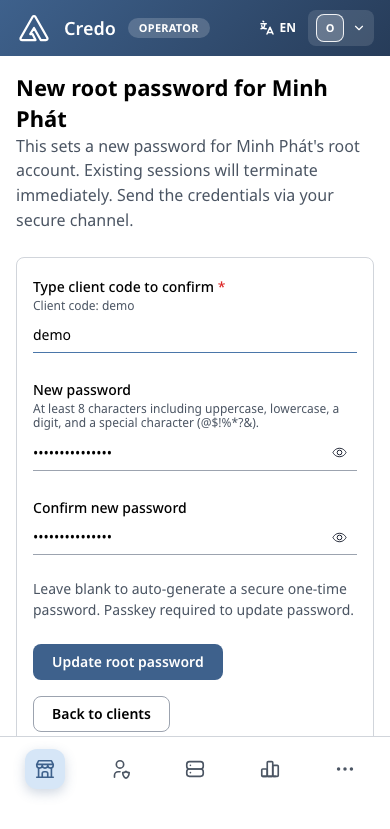 Credo
OPERATOR
EN
O
New root password for Minh
Phát
This sets a new password for Minh Phát's root
account. Existing sessions will terminate
immediately. Send the credentials via your
secure channel.
Type client code to confirm *
Client code: demo
demo
New password
At least 8 characters including uppercase, lowercase, a
digit, and a special character (@$!%*?&).
•••••••••••••••
Confirm new password
•••••••••••••••
Leave blank to auto-generate a secure one-time
password. Passkey required to update password.
Update root password
Back to clients